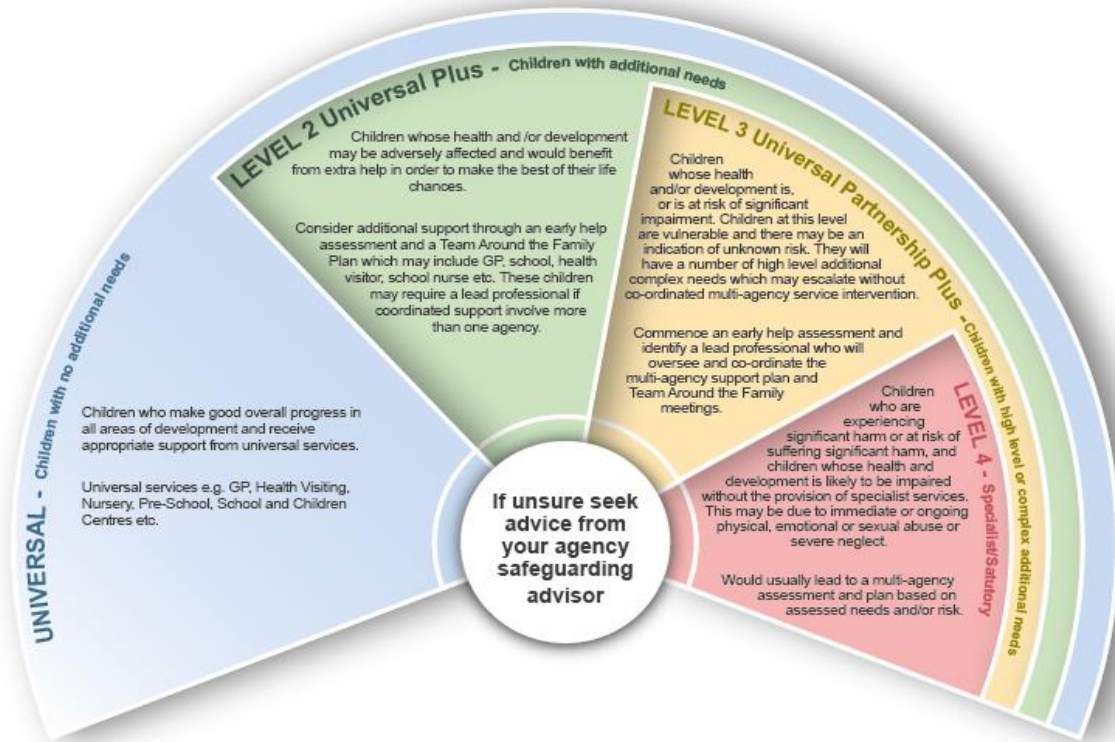 UNIVERSAL - Children with no additional needs
Children who make good overall progress in
all areas of development and receive
appropriate support from universal services.
Universal services e.g. GP, Health Visiting,
Nursery, Pre-School, School and Children
Centres etc.
LEVEL 2 Universal Plus - Children with additional needs
Children whose health and /or development
may be adversely affected and would benefit
from extra help in order to make the best of their life
chances.
Consider additional support through an early help
assessment and a Team Around the Family
Plan which may include GP, school, health
visitor, school nurse etc. These children
may require a lead professional if
coordinated support involve more
than one agency.
LEVEL 3 Universal Partnership Plus - Children with high level or complex additional needs
Children
whose health
and/or development is,
or is at risk of significant
impairment. Children at this level
are vulnerable and there may be an
indication of unknown risk. They will
have a number of high level additional
complex needs which may escalate without
co-ordinated multi-agency service intervention.
Commence an early help assessment and
identify a lead professional who will
oversee and co-ordinate the
multi-agency support plan and
Team Around the Family
meetings.
LEVEL 4 - Specialist/Satutory
Children
who are
experiencing
significant harm or at risk of
suffering significant harm, and
children whose health and
development is likely to be impaired
without the provision of specialist services.
This may be due to immediate or ongoing
physical, emotional or sexual abuse or
severe neglect.
Would usually lead to a multi-agency
assessment and plan based on
assessed needs and/or risk.
If unsure seek
advice from
your agency
safeguarding
advisor